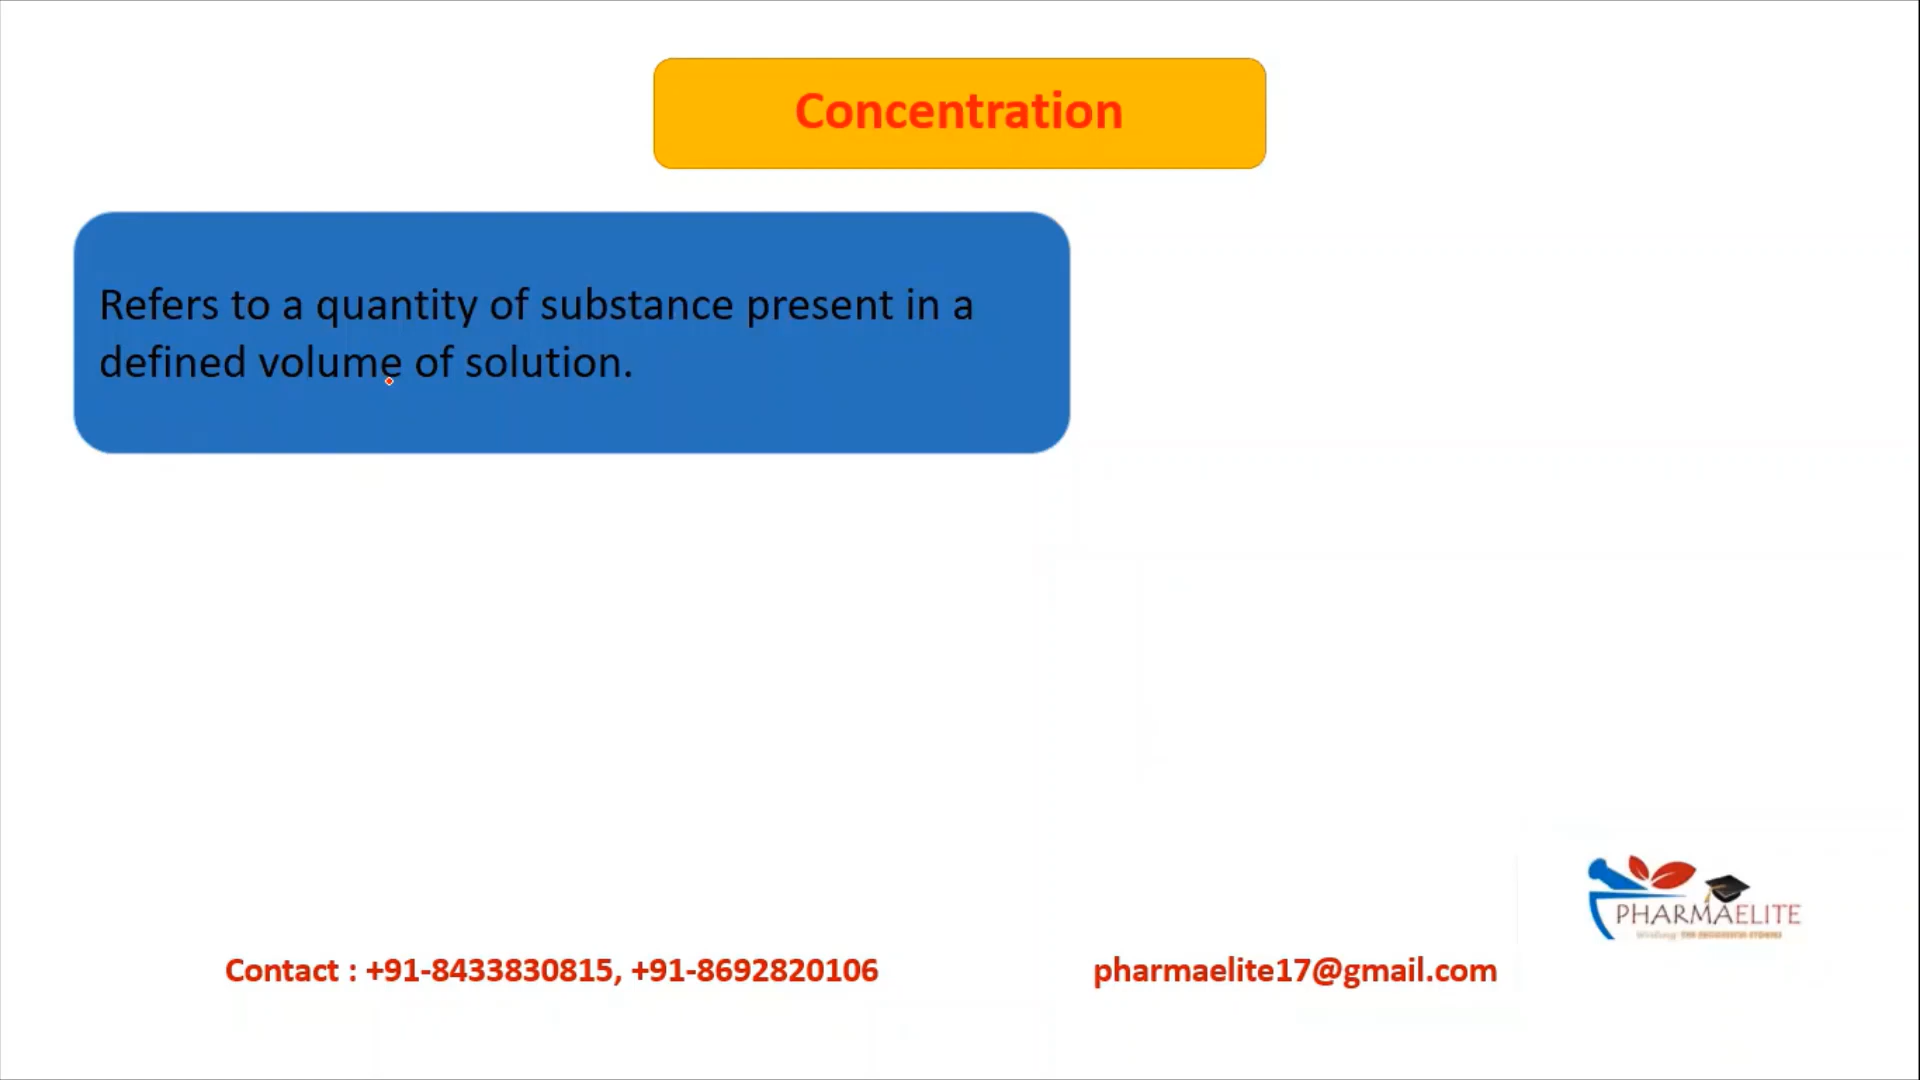 Concentration
Refers to a quantity of substance present in a
defined volume of solution.
PHARMAELITE
Contact : +91-8433830815, +91-8692820106
pharmaelite17@gmail.com